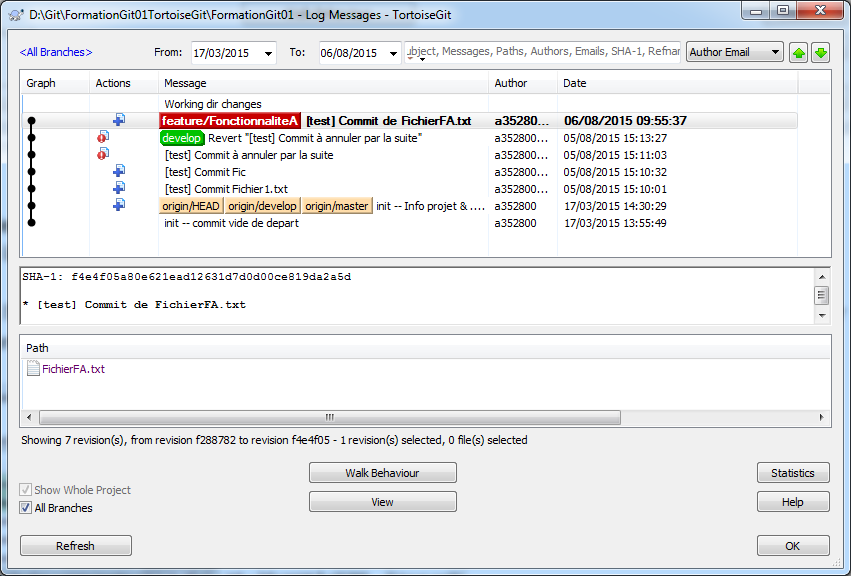 D:\Git\FormationGit01TortoiseGit\FormationGit01 - Log Messages - TortoiseGit
<All Branches> From: 17/03/2015 To: 06/08/2015 ubject, Messages, Paths, Authors, Emails, SHA-1, Refnar Author Email
Graph Actions Message Author Date
Working dir changes
feature/FonctionnaliteA [test] Commit de FichierFA.txt a35280... 06/08/2015 09:55:37
develop Revert "[test] Commit à annuler par la suite" a352800... 05/08/2015 15:13:27
[test] Commit à annuler par la suite a352800... 05/08/2015 15:11:03
[test] Commit Fic a352800... 05/08/2015 15:10:32
[test] Commit Fichier1.txt a352800... 05/08/2015 15:10:01
origin/HEAD origin/develop origin/master init -- Info projet & .... a352800 17/03/2015 14:30:29
init -- commit vide de depart a352800 17/03/2015 13:55:49
SHA-1: f4e4f05a80e621ead12631d7d0d00ce819da2a5d
* [test] Commit de FichierFA.txt
Path
FichierFA.txt
Showing 7 revision(s), from revision f288782 to revision f4e4f05 - 1 revision(s) selected, 0 file(s) selected
Walk Behaviour Statistics
Show Whole Project
View Help
All Branches
Refresh OK